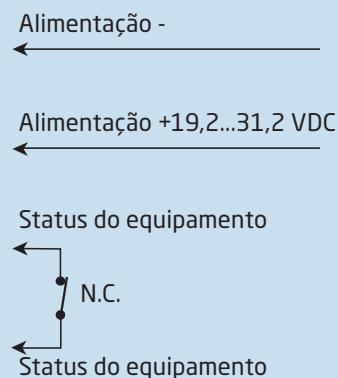 Alimentação -
Alimentação +19,2...31,2 VDC
Status do equipamento
N.C.
Status do equipamento